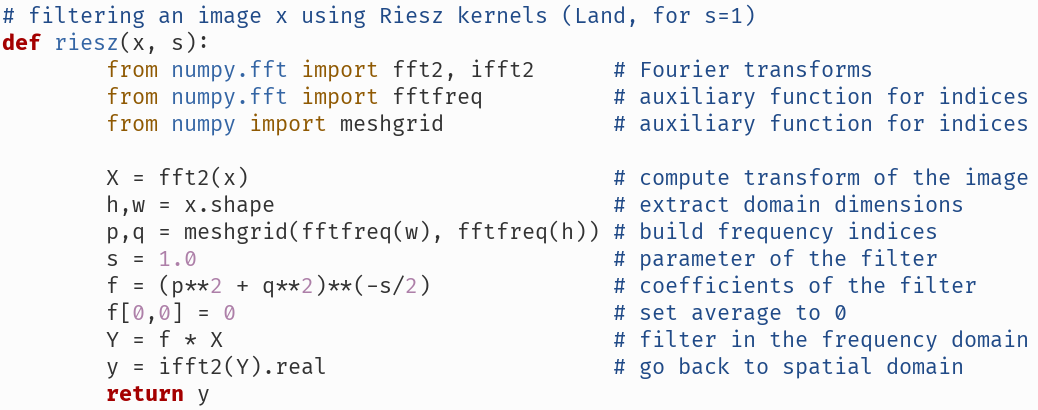 # filtering an image x using Riesz kernels (Land, for s=1)
def riesz(x, s):
        from numpy.fft import fft2, ifft2      # Fourier transforms
        from numpy.fft import fftfreq          # auxiliary function for indices
        from numpy import meshgrid             # auxiliary function for indices

        X = fft2(x)                            # compute transform of the image
        h,w = x.shape                          # extract domain dimensions
        p,q = meshgrid(fftfreq(w), fftfreq(h)) # build frequency indices
        s = 1.0                                # parameter of the filter
        f = (p**2 + q**2)**(-s/2)              # coefficients of the filter
        f[0,0] = 0                             # set average to 0
        Y = f * X                              # filter in the frequency domain
        y = ifft2(Y).real                      # go back to spatial domain
        return y